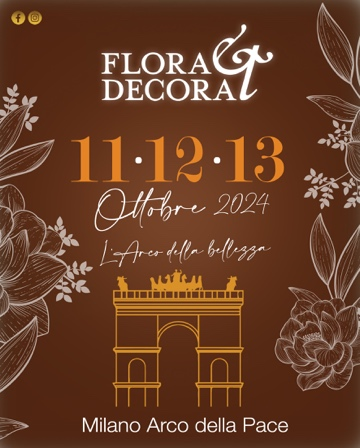 FLORA &
DECORA
11·12·13
Ottobre 2024
L'Arco della bellezza
Milano Arco della Pace